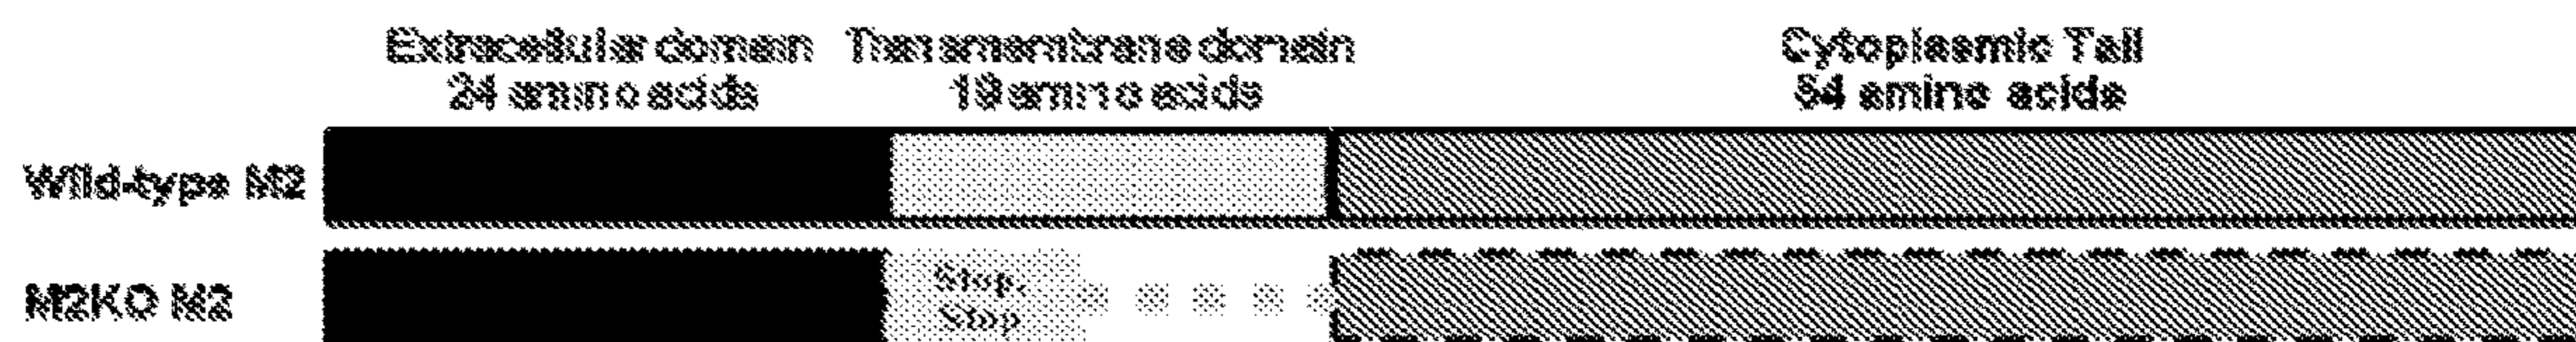 Extracellular domain Transmembrane domain Cytoplasmic Tail
24 amino acids 19 amino acids 54 amino acids
Wild-type M2
Stop,
M2KO M2
Stop